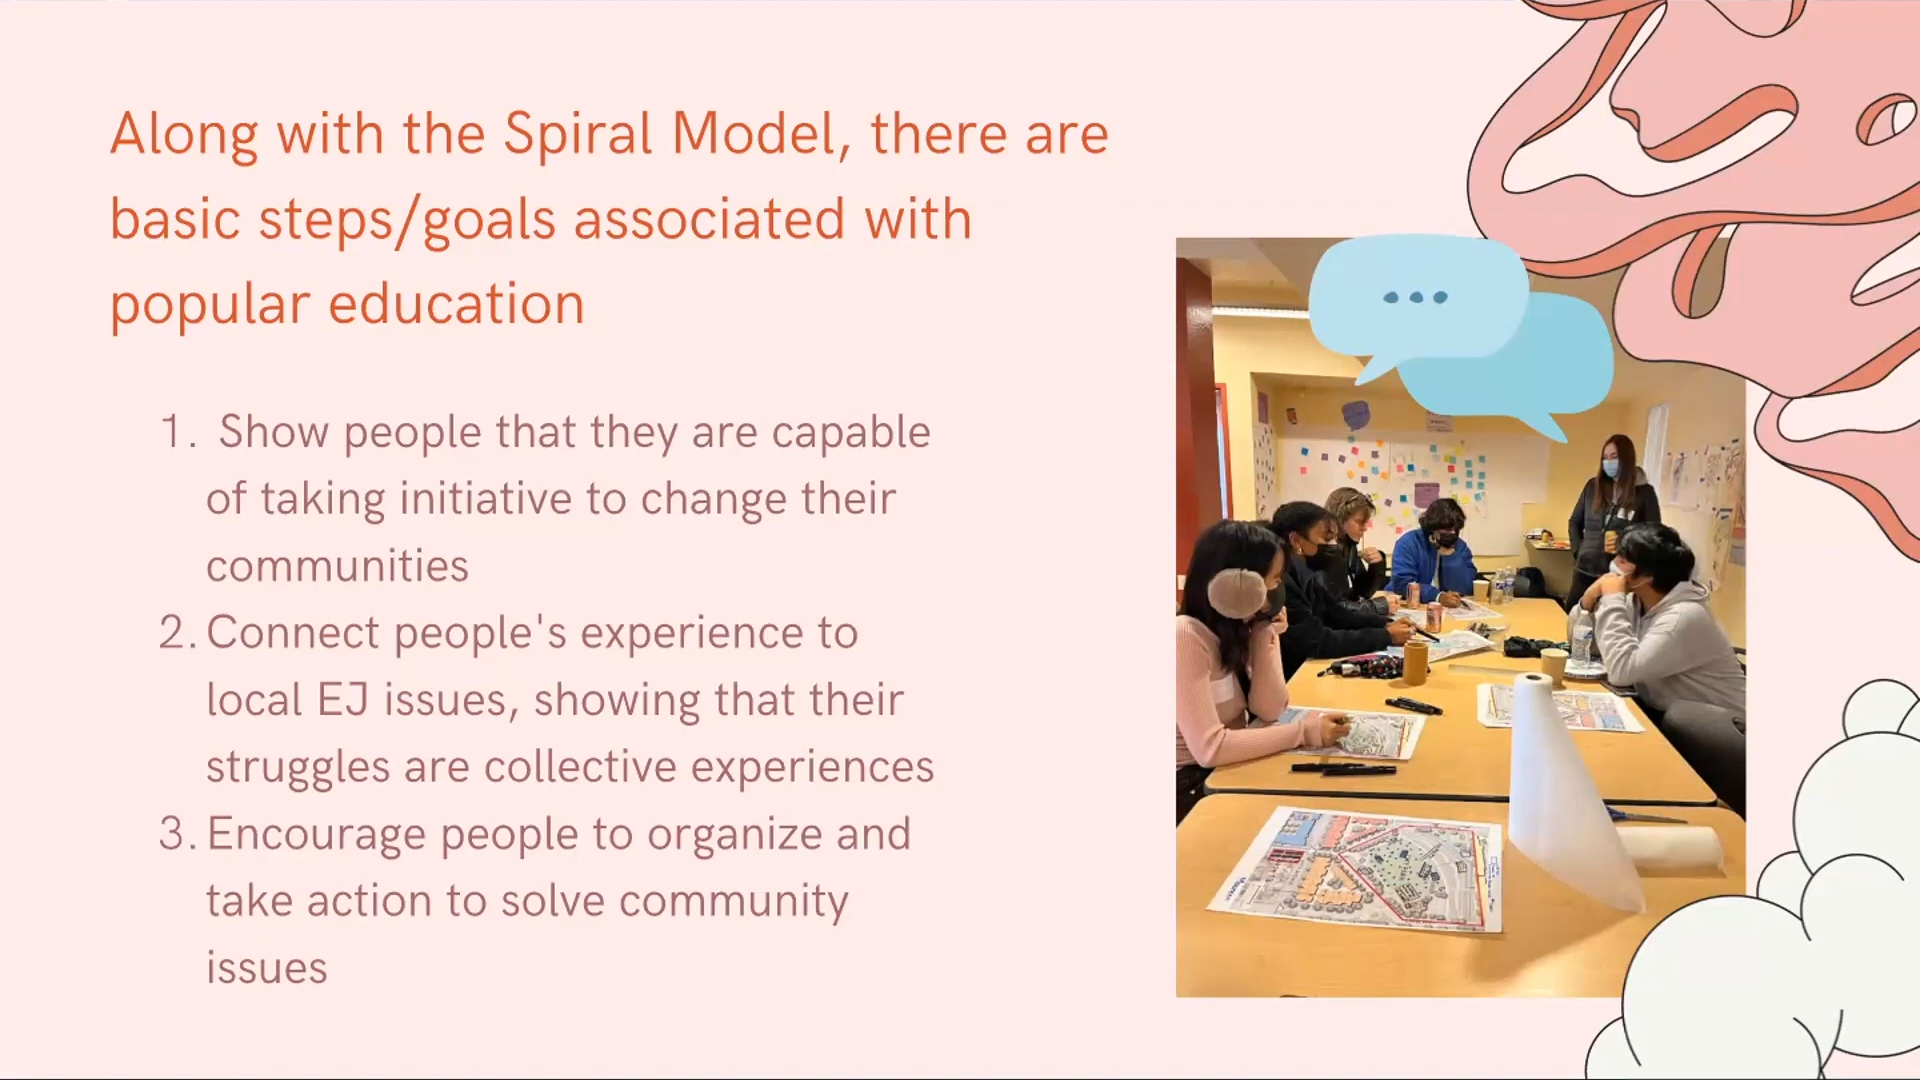 Along with the Spiral Model, there are
basic steps/goals associated with
popular education
1. Show people that they are capable
of taking initiative to change their
communities
2. Connect people's experience to
local EJ issues, showing that their
struggles are collective experiences
3. Encourage people to organize and
take action to solve community
issues